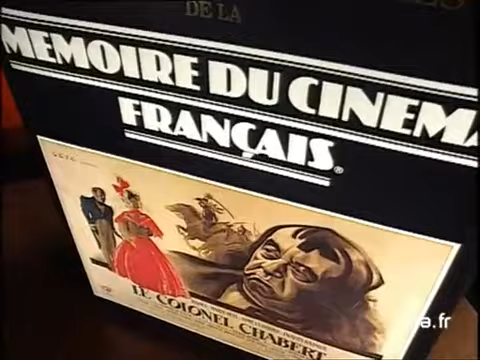 DE LA
MEMOIRE DU CINEMA
FRANÇAIS®
LE COLONEL CHABERT
a.fr